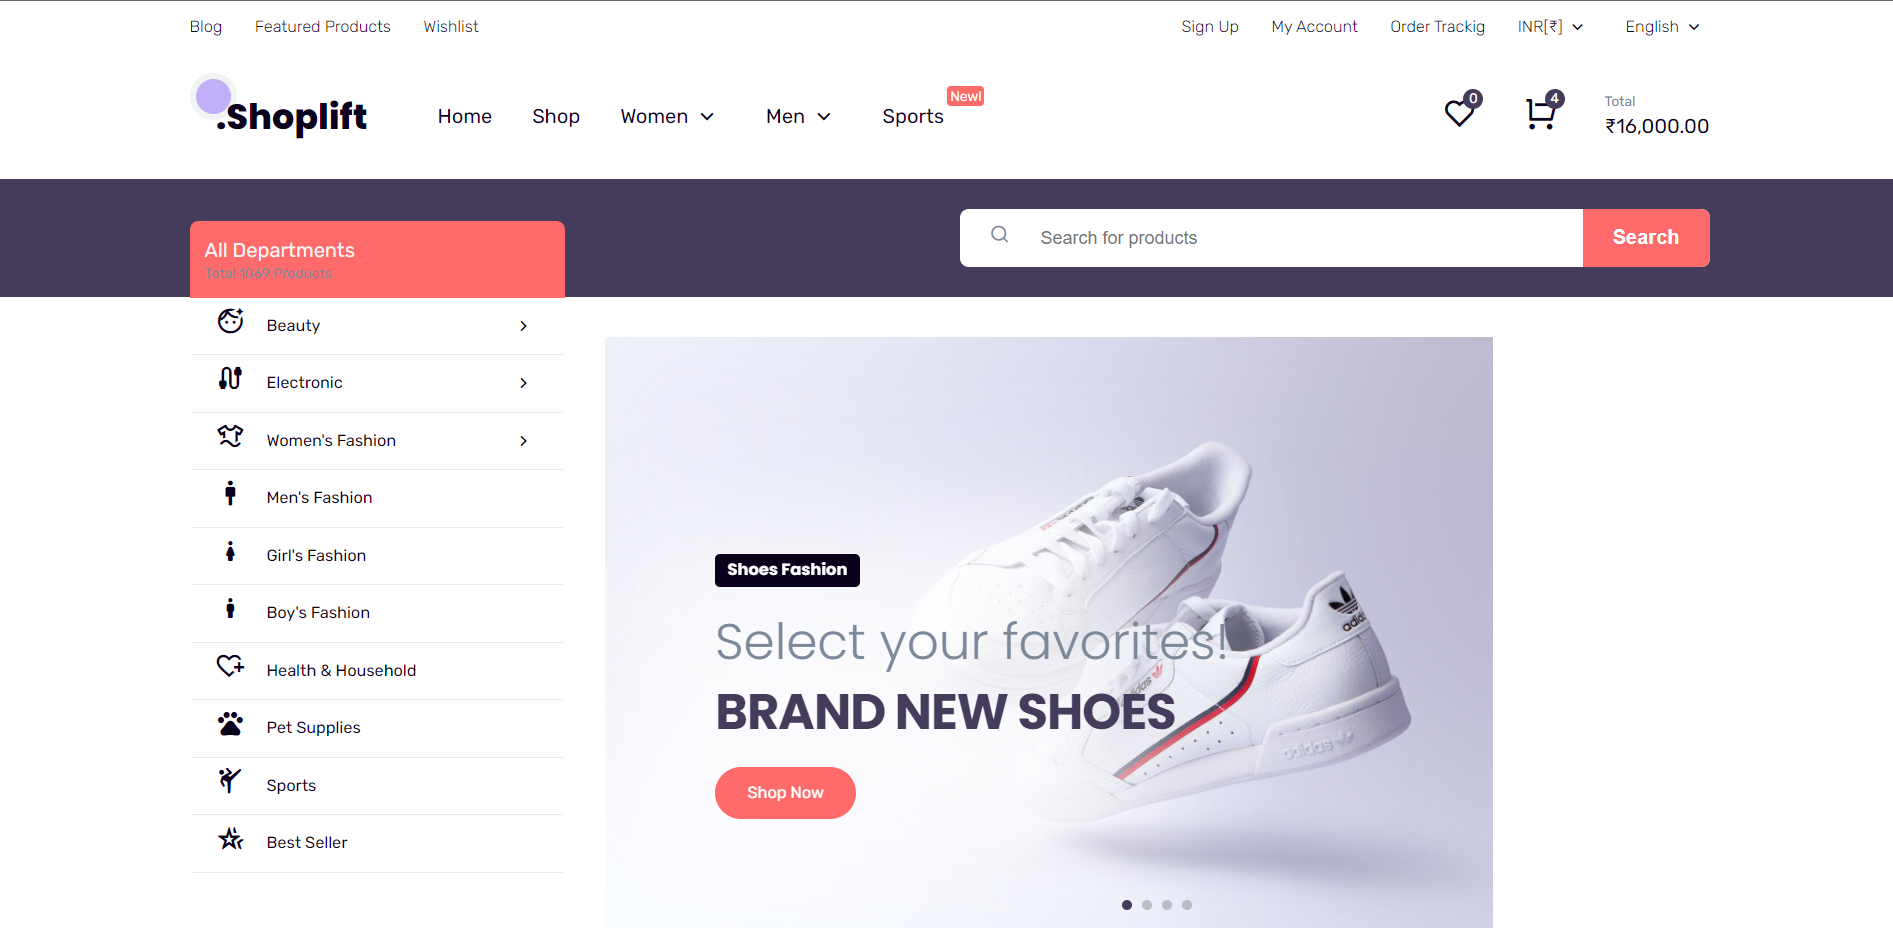 Blog Featured Products Wishlist Sign Up My Account Order Trackig INR[₹] English
.Shoplift Home Shop Women Men Sports New! 0 4 Total
₹16,000.00
All Departments
Total 1069 Products
Search for products Search
Beauty
Electronic
Women's Fashion
Men's Fashion
Girl's Fashion
Boy's Fashion
Health & Household
Pet Supplies
Sports
Best Seller
Shoes Fashion
Select your favorites!
BRAND NEW SHOES
Shop Now
adidas
adidas
adidas